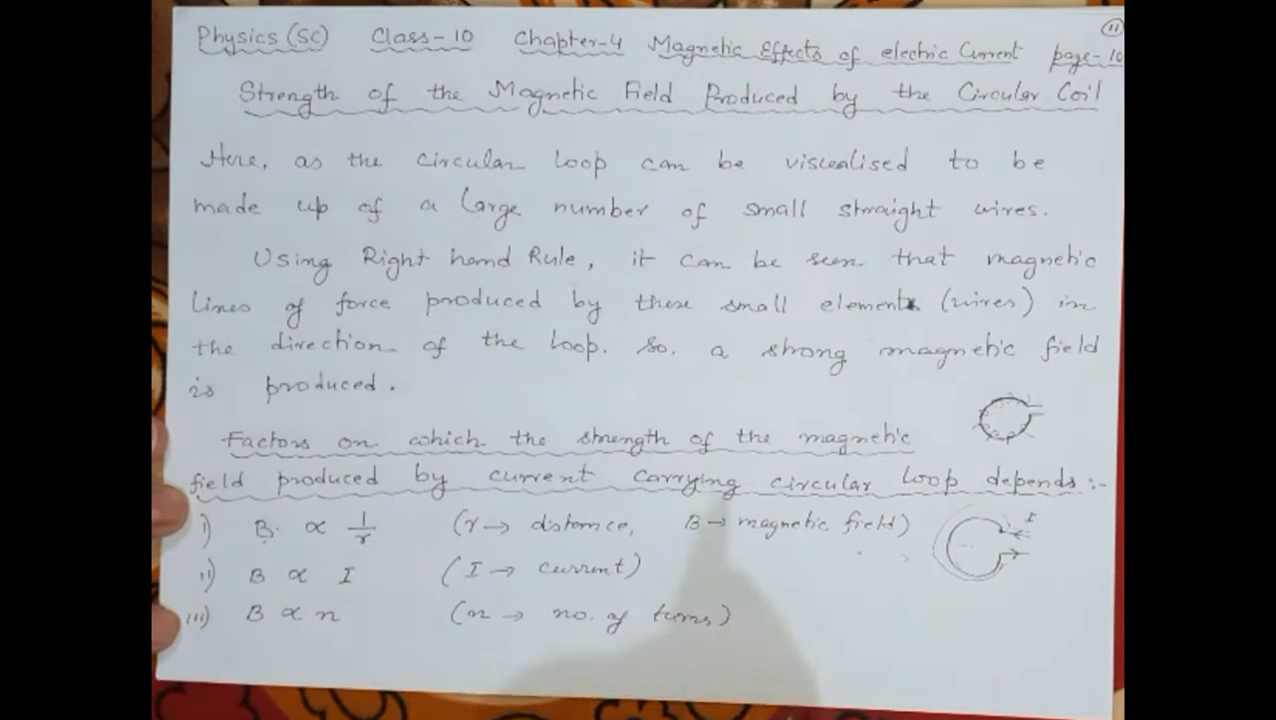 11
Physics (SC) Class-10 Chapter-4 Magnetic Effects of electric Current page-10
Strength of the Magnetic Field Produced by the Circular Coil
Here, as the circular loop can be viscealised to be
made up of a large number of small straight wires.
Using Right hand Rule, it can be seen that magnetic
lines of force produced by these small elements (wires) in
the direction of the loop. So. a strong magnetic field
is produced.
Factors on which the strength of the magnetic
field produced by current carrying circular loop depends :-
i) B ∝ 1/r (r → distance, B → magnetic field)
I
ii) B ∝ I (I → current)
iii) B ∝ n (n → no. of turns)